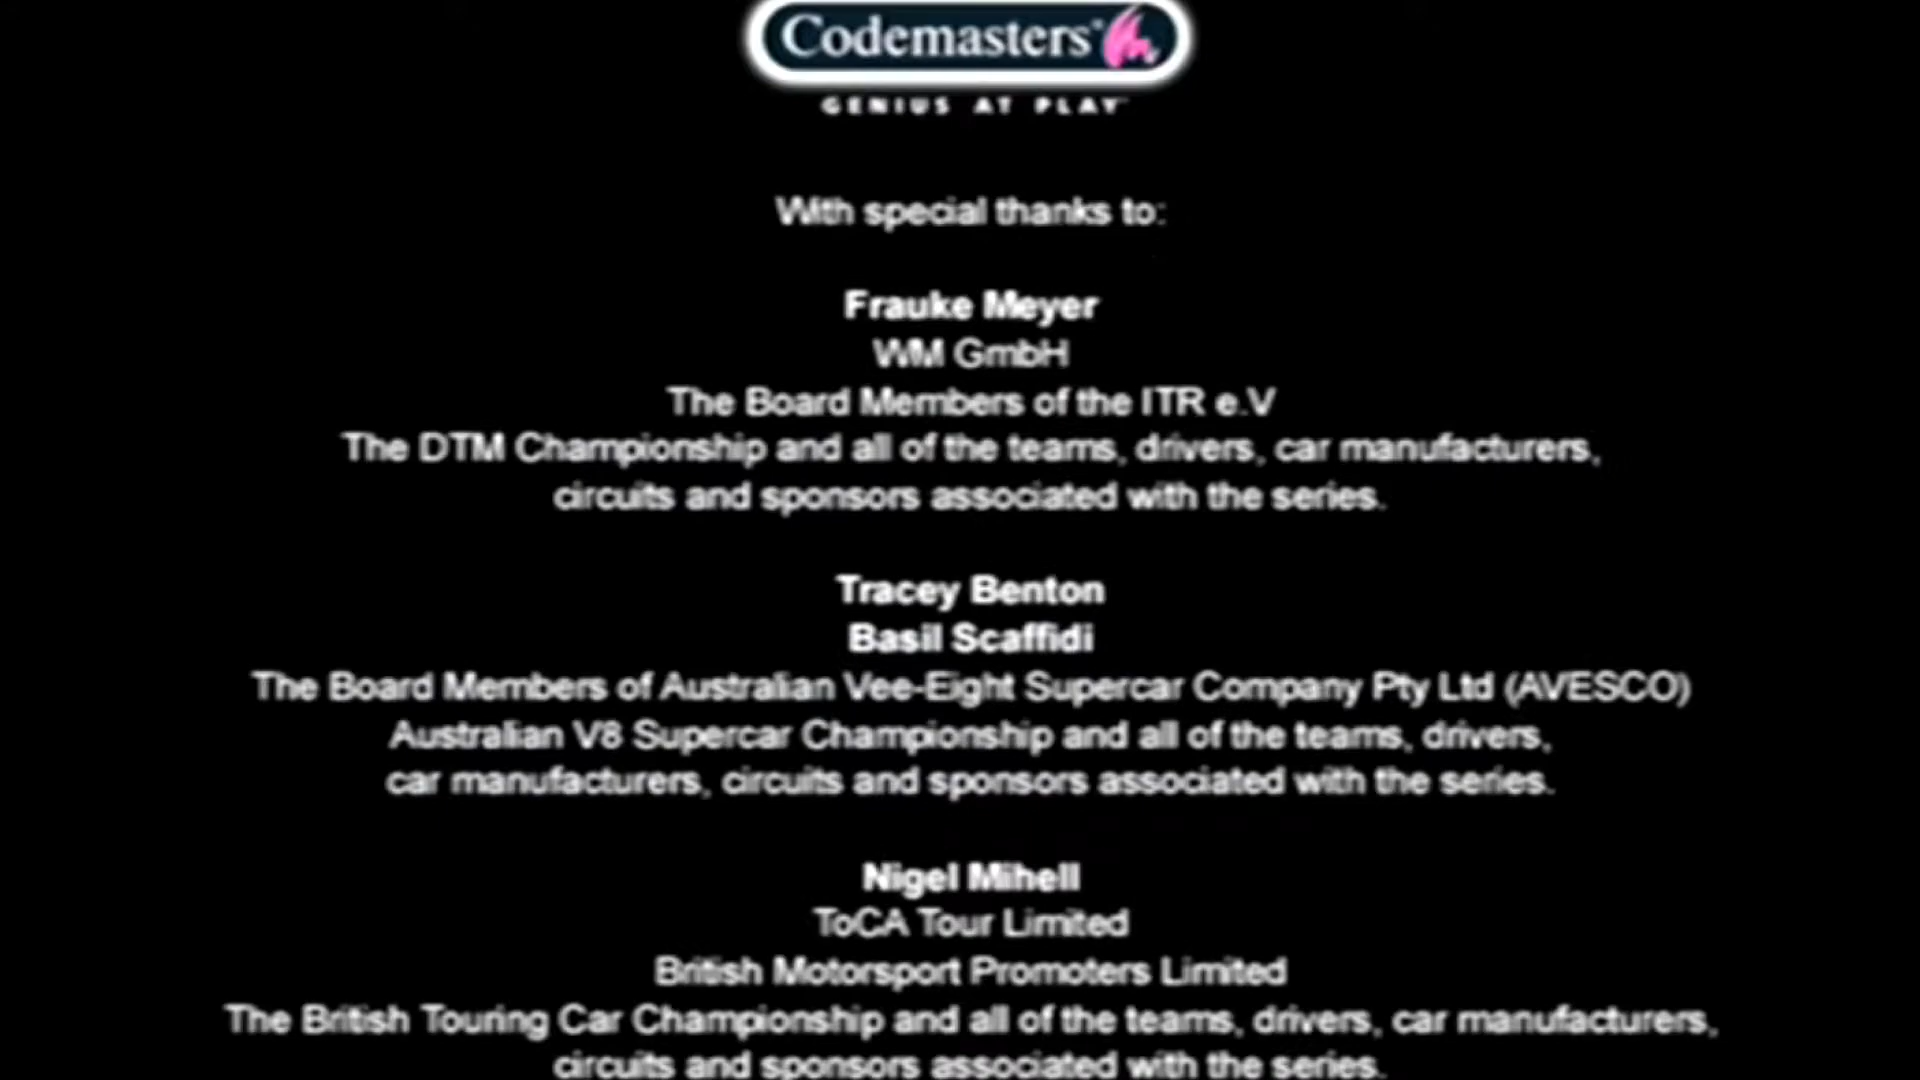 Codemasters™
GENIUS AT PLAY™
With special thanks to:
Frauke Meyer
WM GmbH
The Board Members of the ITR e.V
The DTM Championship and all of the teams, drivers, car manufacturers,
circuits and sponsors associated with the series.
Tracey Benton
Basil Scaffidi
The Board Members of Australian Vee-Eight Supercar Company Pty Ltd (AVESCO)
Australian V8 Supercar Championship and all of the teams, drivers,
car manufacturers, circuits and sponsors associated with the series.
Nigel Mihell
ToCA Tour Limited
British Motorsport Promoters Limited
The British Touring Car Championship and all of the teams, drivers, car manufacturers,
circuits and sponsors associated with the series.